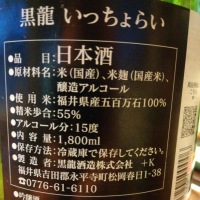 黒龍 いっちょらい
●品目:日本酒
●原材料名:米(国産)、米麹(国産米)、
醸造アルコール
●使用米:福井県産五百万石100%
●精米歩合:55%
●アルコール分:15度
●内容量:1,800ml
●保存方法:冷蔵庫で保存してください。
●製造者:黒龍酒造株式会社 +K
福井県吉田郡永平寺町松岡春日1-38
☎0776-61-6110